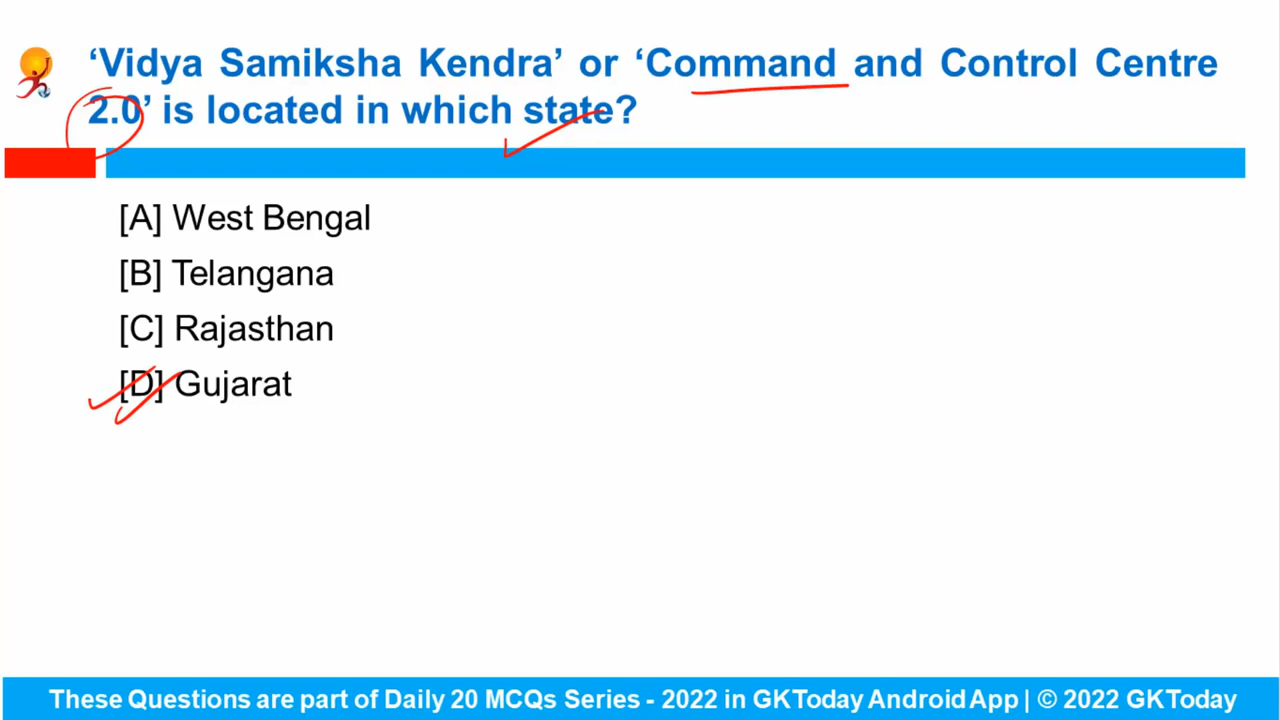 ‘Vidya Samiksha Kendra’ or ‘Command and Control Centre
2.0’ is located in which state?
[A] West Bengal
[B] Telangana
[C] Rajasthan
[D] Gujarat
These Questions are part of Daily 20 MCQs Series - 2022 in GKToday Android App | © 2022 GKToday